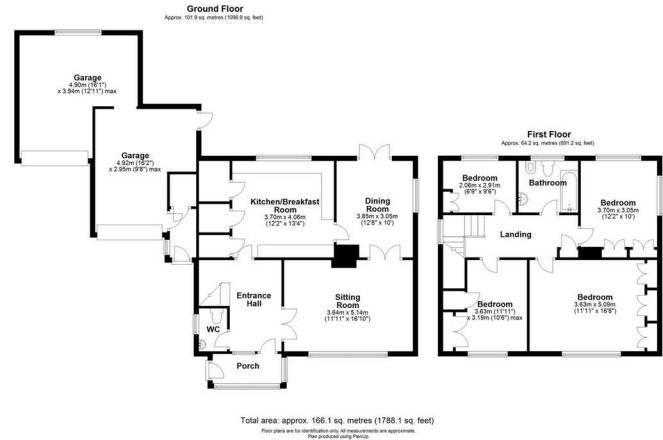 Ground Floor
Approx. 101.9 sq. metres (1096.9 sq. feet)
Garage
4.90m (16'1")
x 3.94m (12'11") max
Garage
4.92m (16'2")
x 2.95m (9'8") max
Kitchen/Breakfast
Room
3.70m x 4.06m
(12'2" x 13'4")
Dining
Room
3.85m x 3.05m
(12'8" x 10')
Entrance
Hall
Sitting
Room
3.64m x 5.14m
(11'11" x 16'10")
WC
Porch
First Floor
Approx. 64.2 sq. metres (691.2 sq. feet)
Bedroom
2.06m x 2.91m
(6'9" x 9'6")
Bathroom
Bedroom
3.70m x 3.05m
(12'2" x 10')
Landing
Bedroom
3.63m (11'11")
x 3.19m (10'6") max
Bedroom
3.63m x 5.09m
(11'11" x 16'8")
Total area: approx. 166.1 sq. metres (1788.1 sq. feet)
Floor plans are for identification only. All measurements are approximate.
Plan produced using PlanUp.